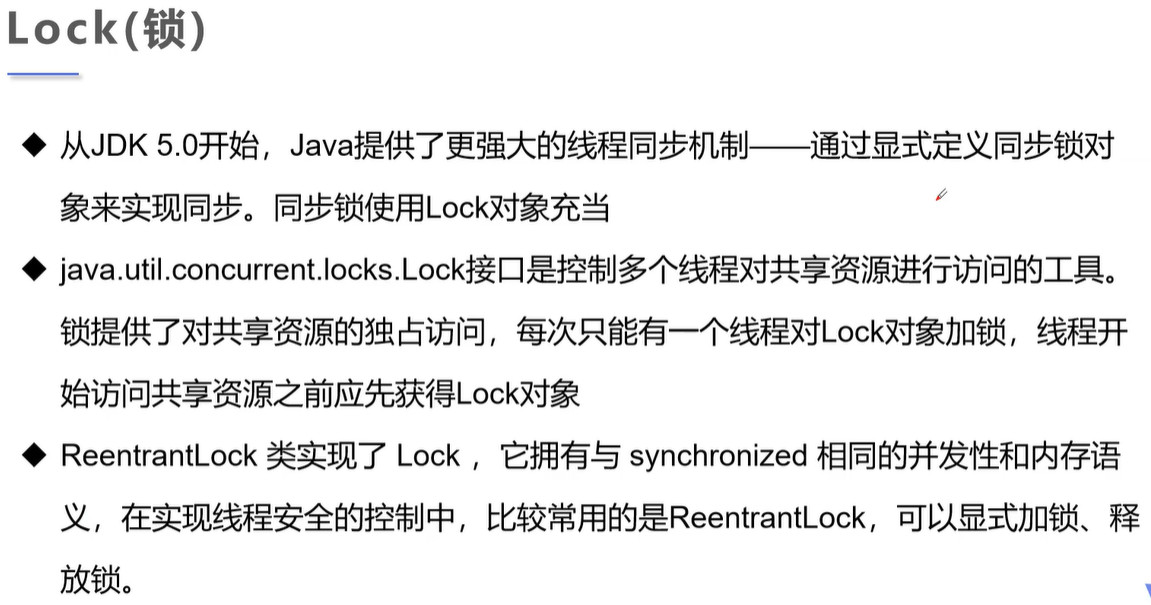 Lock(锁)
◆ 从JDK 5.0开始，Java提供了更强大的线程同步机制——通过显式定义同步锁对
象来实现同步。同步锁使用Lock对象充当
◆ java.util.concurrent.locks.Lock接口是控制多个线程对共享资源进行访问的工具。
锁提供了对共享资源的独占访问，每次只能有一个线程对Lock对象加锁，线程开
始访问共享资源之前应先获得Lock对象
◆ ReentrantLock 类实现了 Lock ，它拥有与 synchronized 相同的并发性和内存语
义，在实现线程安全的控制中，比较常用的是ReentrantLock，可以显式加锁、释
放锁。